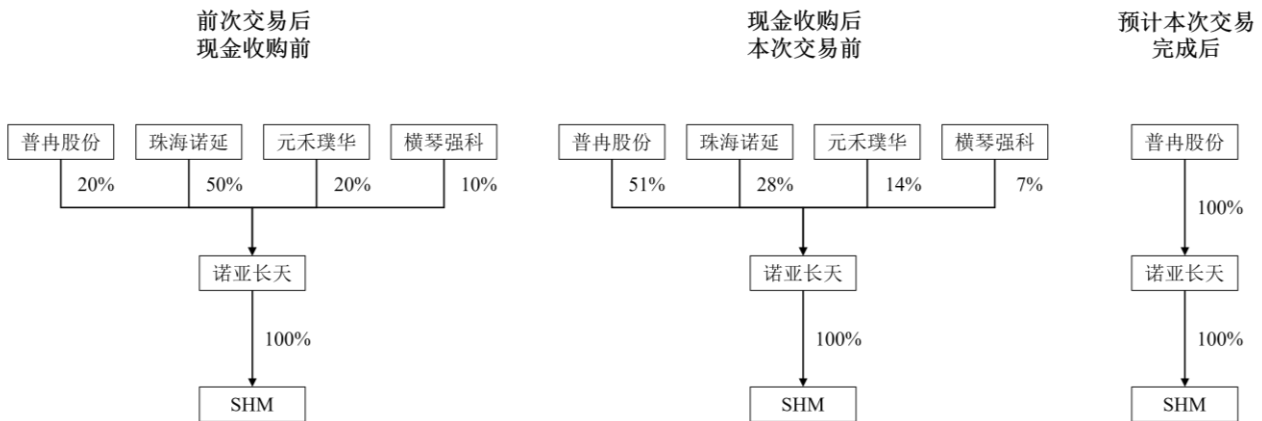 前次交易后
现金收购前
普冉股份 珠海诺延 元禾璞华 横琴强科
20% 50% 20% 10%
诺亚长天
100%
SHM
现金收购后
本次交易前
普冉股份 珠海诺延 元禾璞华 横琴强科
51% 28% 14% 7%
诺亚长天
100%
SHM
预计本次交易
完成后
普冉股份
100%
诺亚长天
100%
SHM